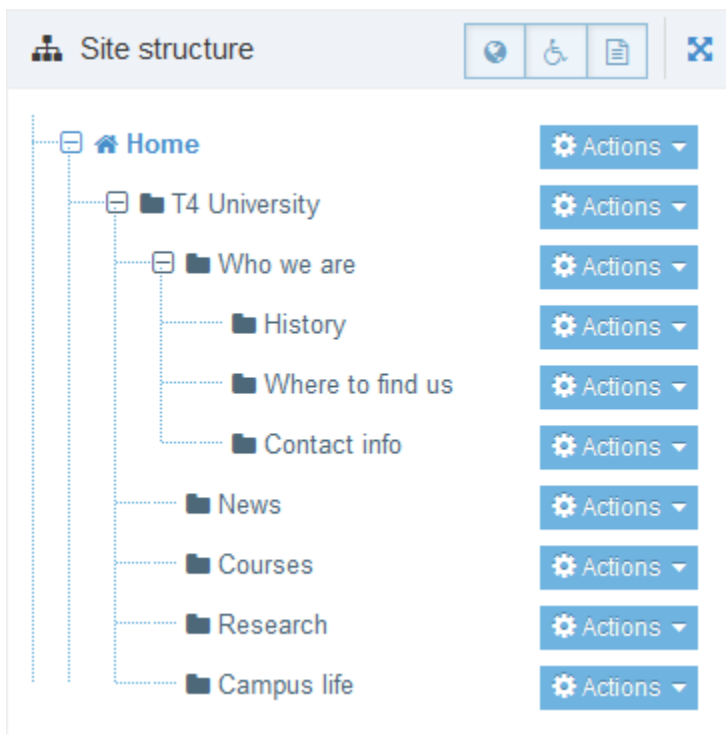 Site structure
Home Actions
T4 University Actions
Who we are Actions
History Actions
Where to find us Actions
Contact info Actions
News Actions
Courses Actions
Research Actions
Campus life Actions